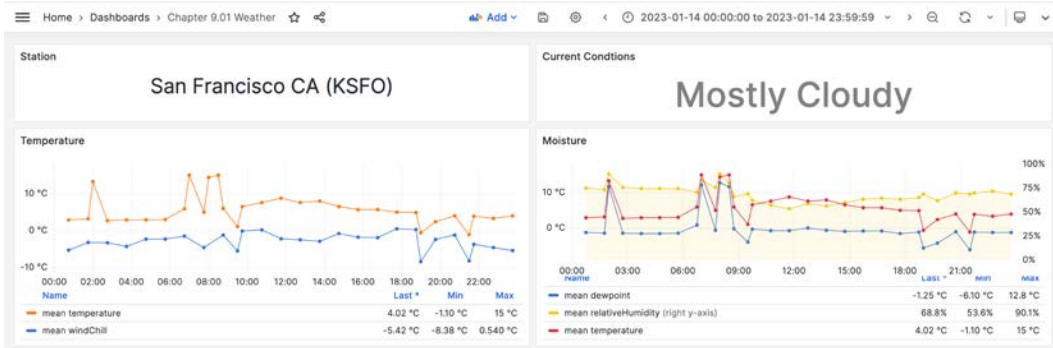 Home > Dashboards > Chapter 9.01 Weather
Add
2023-01-14 00:00:00 to 2023-01-14 23:59:59
Station
San Francisco CA (KSFO)
Current Condtions
Mostly Cloudy
Temperature
10 °C
0 °C
-10 °C
00:00 02:00 04:00 06:00 08:00 10:00 12:00 14:00 16:00 18:00 20:00 22:00
Name Last * Min Max
mean temperature 4.02 °C -1.10 °C 15 °C
mean windChill -5.42 °C -8.38 °C 0.540 °C
Moisture
100%
10 °C 75%
50%
0 °C 25%
0%
00:00 03:00 06:00 09:00 12:00 15:00 18:00 21:00
Name Last * Min Max
mean dewpoint -1.25 °C -6.10 °C 12.8 °C
mean relativeHumidity (right y-axis) 68.8% 53.6% 90.1%
mean temperature 4.02 °C -1.10 °C 15 °C